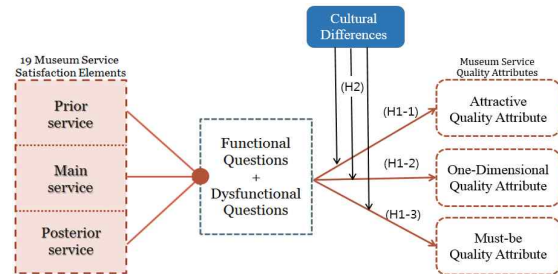 Cultural
Differences
19 Museum Service
Satisfaction Elements
Museum Service
Quality Attributes
Prior
service
Main
service
Posterior
service
Functional
Questions
+
Dysfunctional
Questions
(H2)
(H1-1)
(H1-2)
(H1-3)
Attractive
Quality Attribute
One-Dimensional
Quality Attribute
Must-be
Quality Attribute